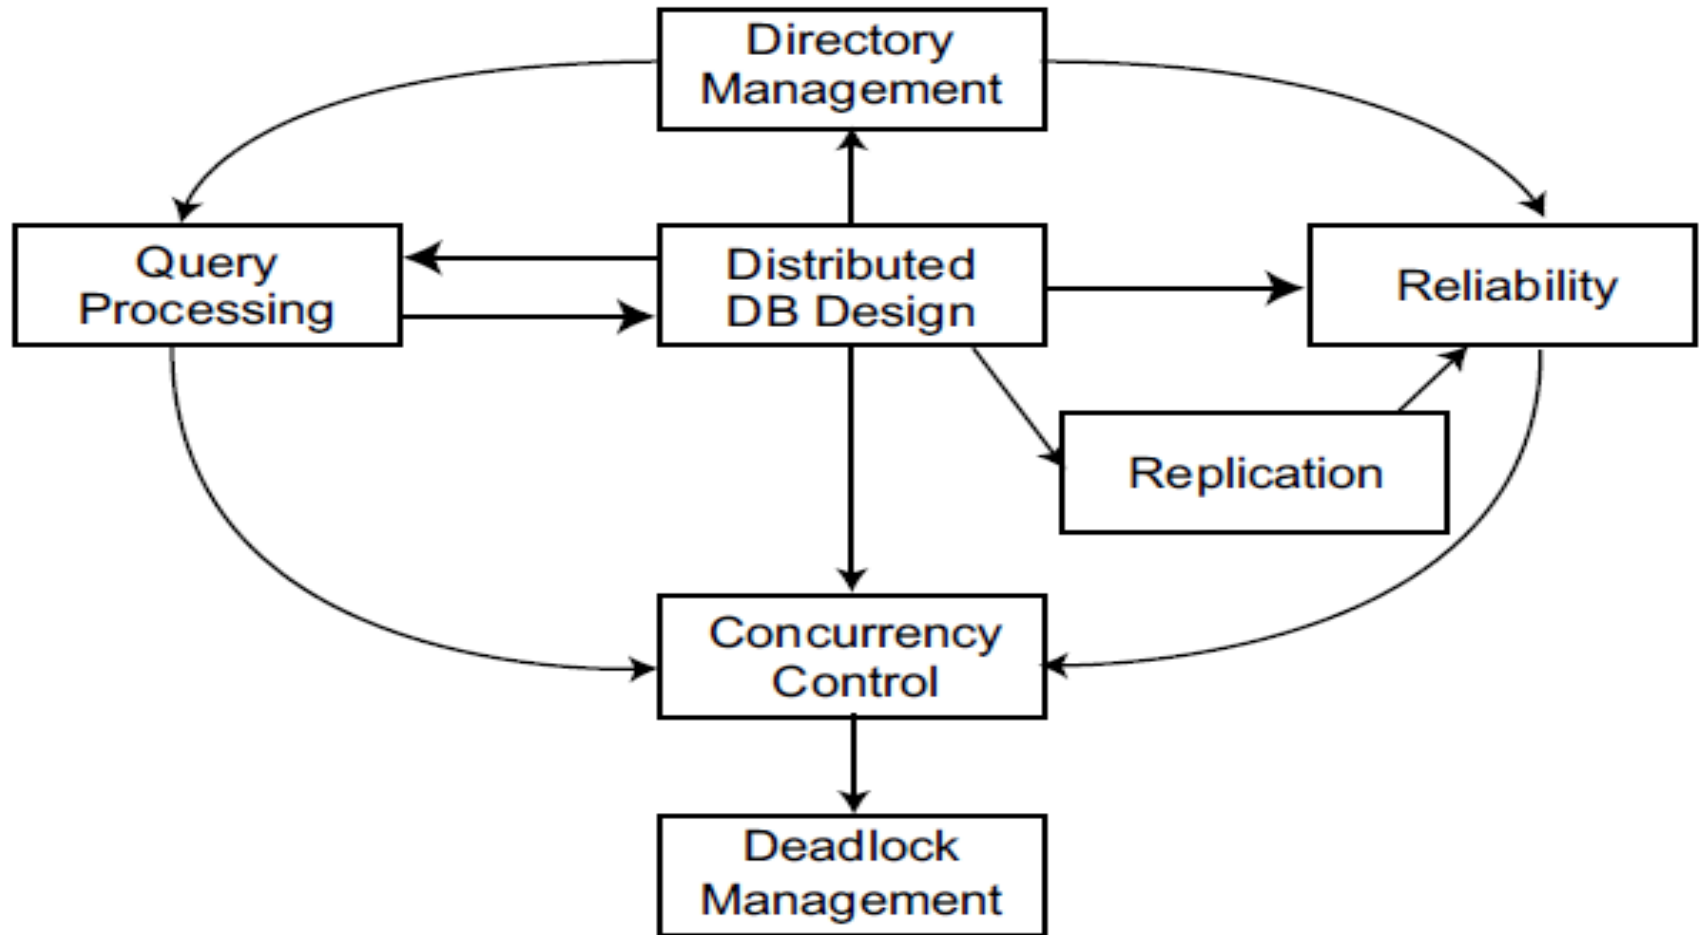 Directory
Management
Query
Processing
Distributed
DB Design
Reliability
Replication
Concurrency
Control
Deadlock
Management